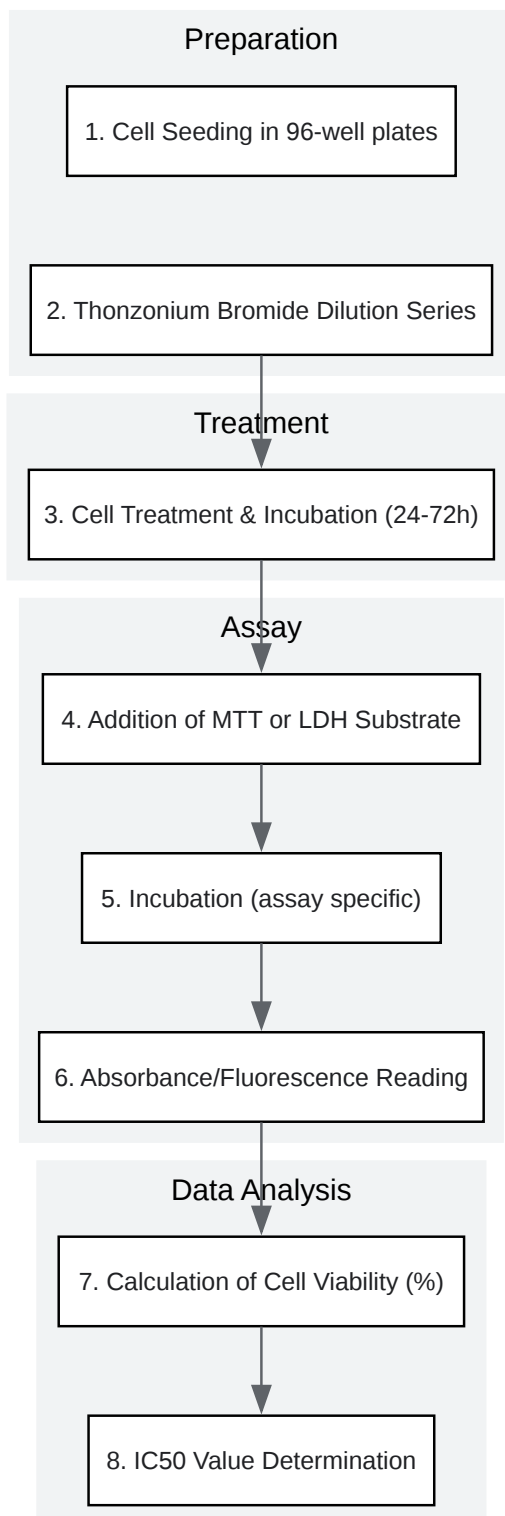 Preparation
1. Cell Seeding in 96-well plates
2. Thonzonium Bromide Dilution Series
Treatment
3. Cell Treatment & Incubation (24-72h)
Assay
4. Addition of MTT or LDH Substrate
5. Incubation (assay specific)
6. Absorbance/Fluorescence Reading
Data Analysis
7. Calculation of Cell Viability (%)
8. IC50 Value Determination